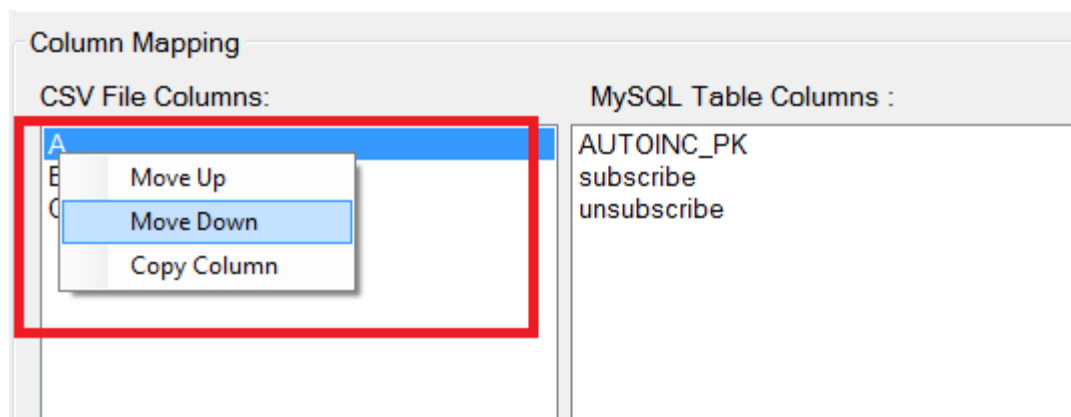 Column Mapping
CSV File Columns:
MySQL Table Columns :
A
Move Up
Move Down
Copy Column
AUTOINC_PK
subscribe
unsubscribe